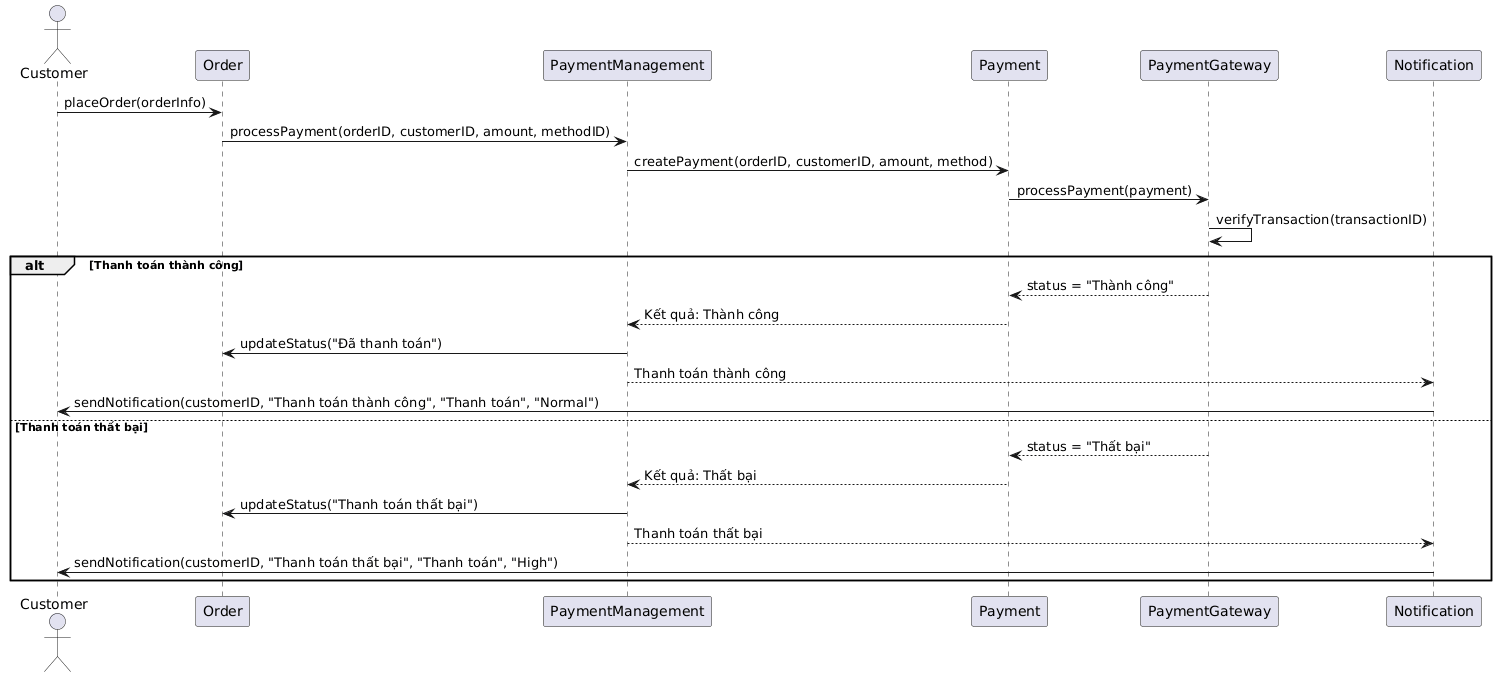 Customer
Order
PaymentManagement
Payment
PaymentGateway
Notification
placeOrder(orderInfo)
processPayment(orderID, customerID, amount, methodID)
createPayment(orderID, customerID, amount, method)
processPayment(payment)
verifyTransaction(transactionID)
alt [Thanh toán thành công]
status = "Thành công"
Kết quả: Thành công
updateStatus("Đã thanh toán")
Thanh toán thành công
sendNotification(customerID, "Thanh toán thành công", "Thanh toán", "Normal")
[Thanh toán thất bại]
status = "Thất bại"
Kết quả: Thất bại
updateStatus("Thanh toán thất bại")
Thanh toán thất bại
sendNotification(customerID, "Thanh toán thất bại", "Thanh toán", "High")
Customer
Order
PaymentManagement
Payment
PaymentGateway
Notification